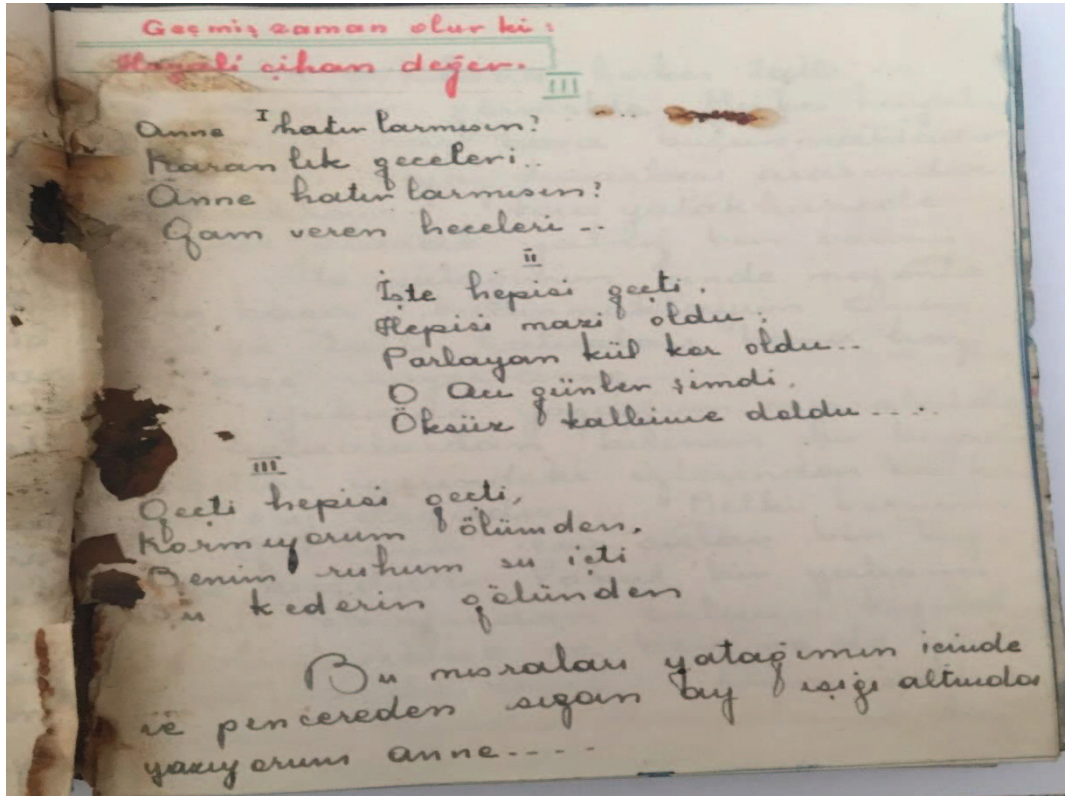 Geçmiş zaman olur ki:
Hayali cihan değer.
III
I
Anne hatırlarmısın?
Karanlık geceleri..
Anne hatırlarmısın?
Gam veren heceleri ..
II
İşte hepisi geçti.
Hepisi mazi oldu.
Parlayan kül kor oldu..
O Acı günler şimdi.
Öksüz kalbime doldu ....
III
Geçti hepisi geçti,
Kormıyorum ölümden.
Benim ruhum su içti
kederin gölünden
Bu mısraları yatağımın içinde
ve pencereden sızan ay ışığı altında
yazıyorum anne....